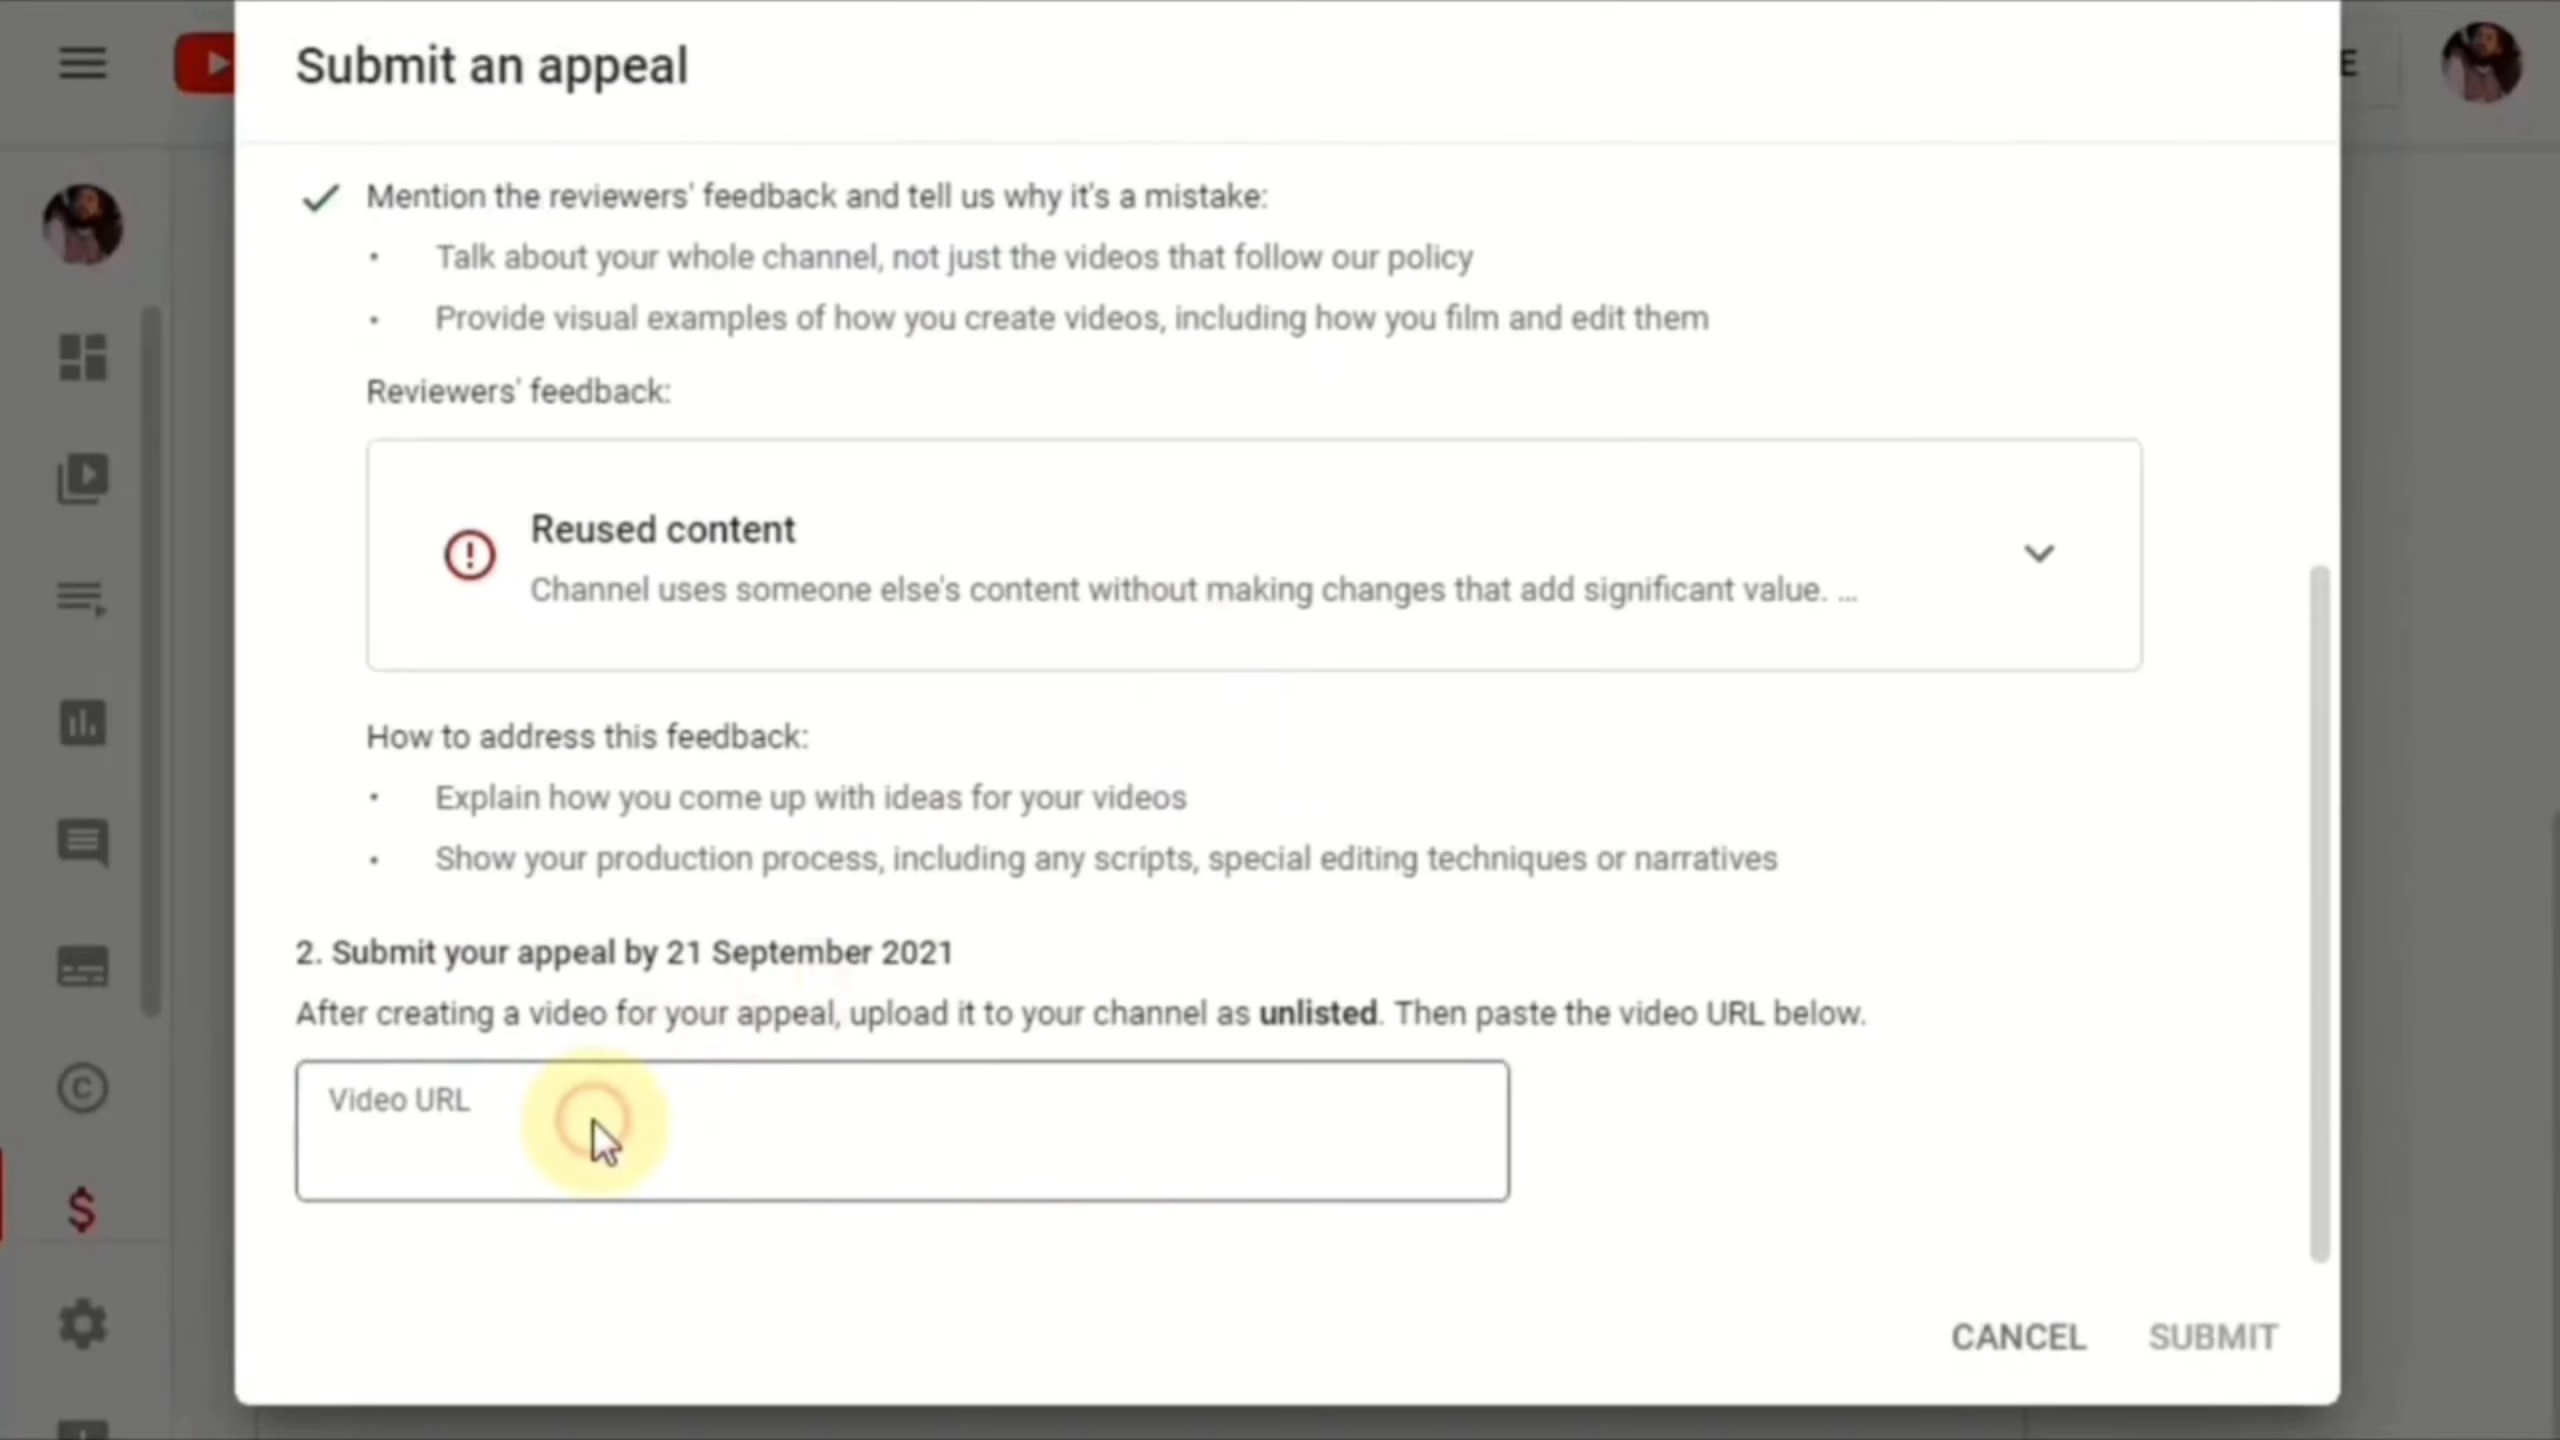 Submit an appeal
E
Mention the reviewers' feedback and tell us why it's a mistake:
• Talk about your whole channel, not just the videos that follow our policy
• Provide visual examples of how you create videos, including how you film and edit them
Reviewers' feedback:
Reused content
Channel uses someone else's content without making changes that add significant value. ...
How to address this feedback:
• Explain how you come up with ideas for your videos
• Show your production process, including any scripts, special editing techniques or narratives
2. Submit your appeal by 21 September 2021
After creating a video for your appeal, upload it to your channel as unlisted. Then paste the video URL below.
Video URL
CANCEL SUBMIT